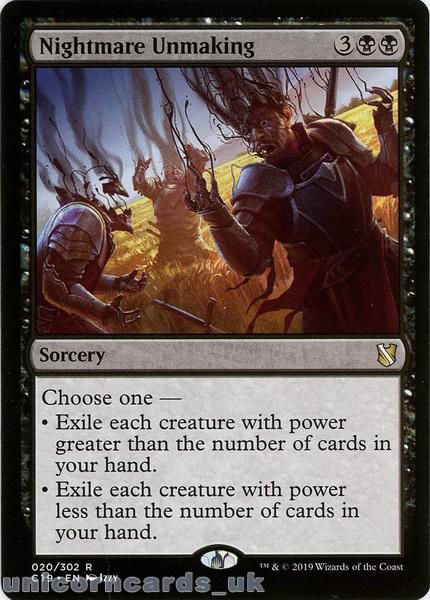 Nightmare Unmaking 3
Sorcery
Choose one —
• Exile each creature with power
greater than the number of cards in
your hand.
• Exile each creature with power
less than the number of cards in
your hand.
020/302 R
C19 • EN Izzy
™ & © 2019 Wizards of the Coast
unicorncards_uk